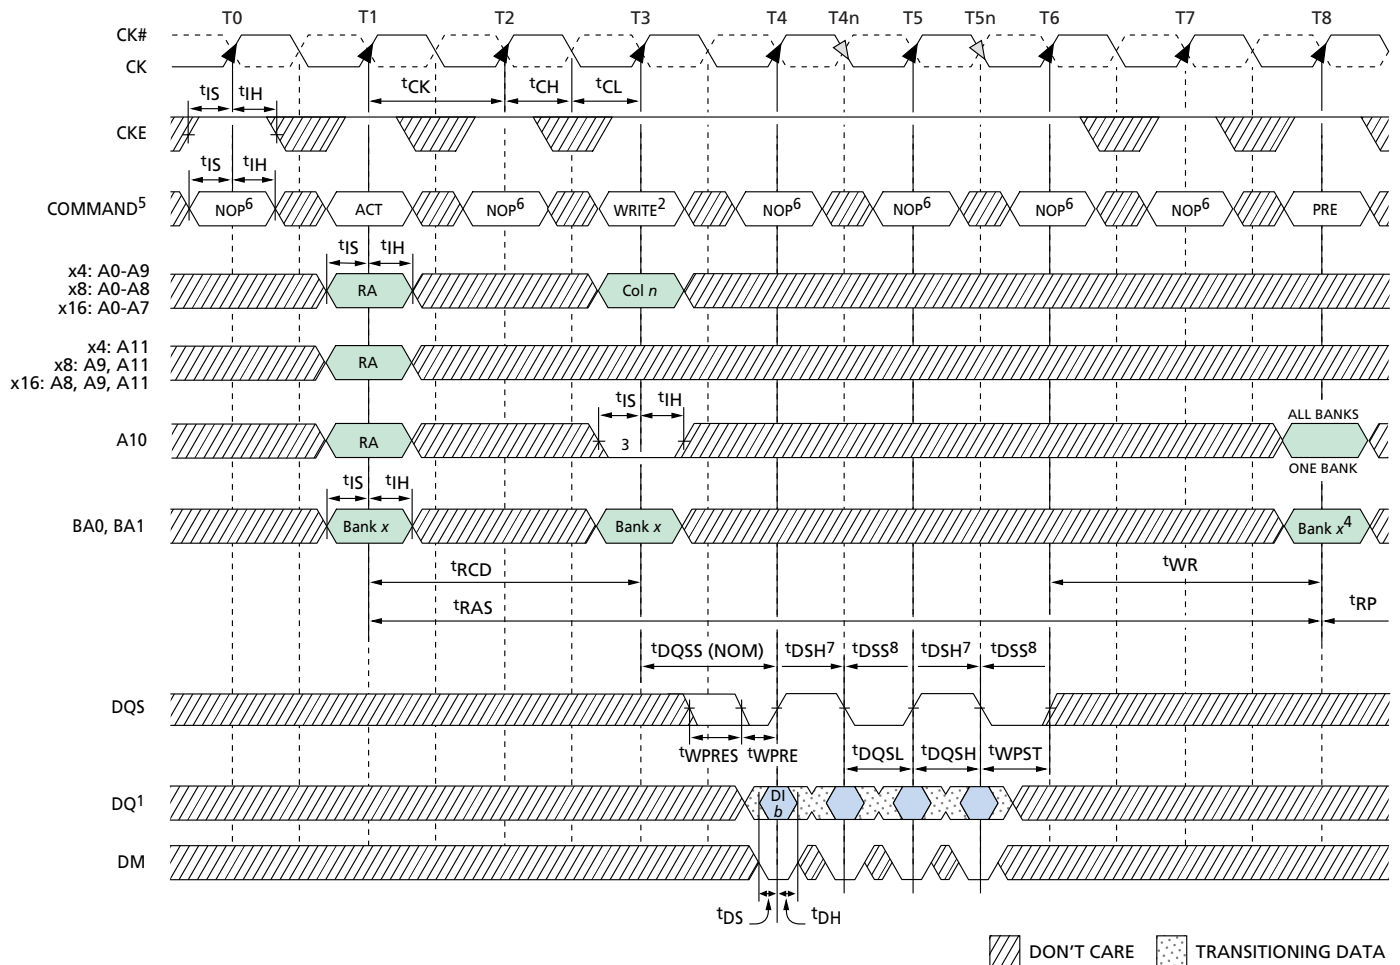 T0 T1 T2 T3 T4 T4n T5 T5n T6 T7 T8
CK#
CK
tCK tCH tCL
tIS tIH
CKE
tIS tIH
COMMAND5 NOP6 ACT NOP6 WRITE2 NOP6 NOP6 NOP6 NOP6 PRE
tIS tIH
x4: A0-A9
x8: A0-A8 RA Col n
x16: A0-A7
x4: A11
x8: A9, A11 RA
x16: A8, A9, A11
tIS tIH
ALL BANKS
A10 RA 3
ONE BANK
tIS tIH
BA0, BA1 Bank x Bank x Bank x4
tRCD tWR
tRAS tRP
tDQSS (NOM) tDSH7 tDSS8 tDSH7 tDSS8
DQS
tWPRES tWPRE tDQSL tDQSH tWPST
DQ1 DI
b
DM
tDS tDH
DON'T CARE TRANSITIONING DATA